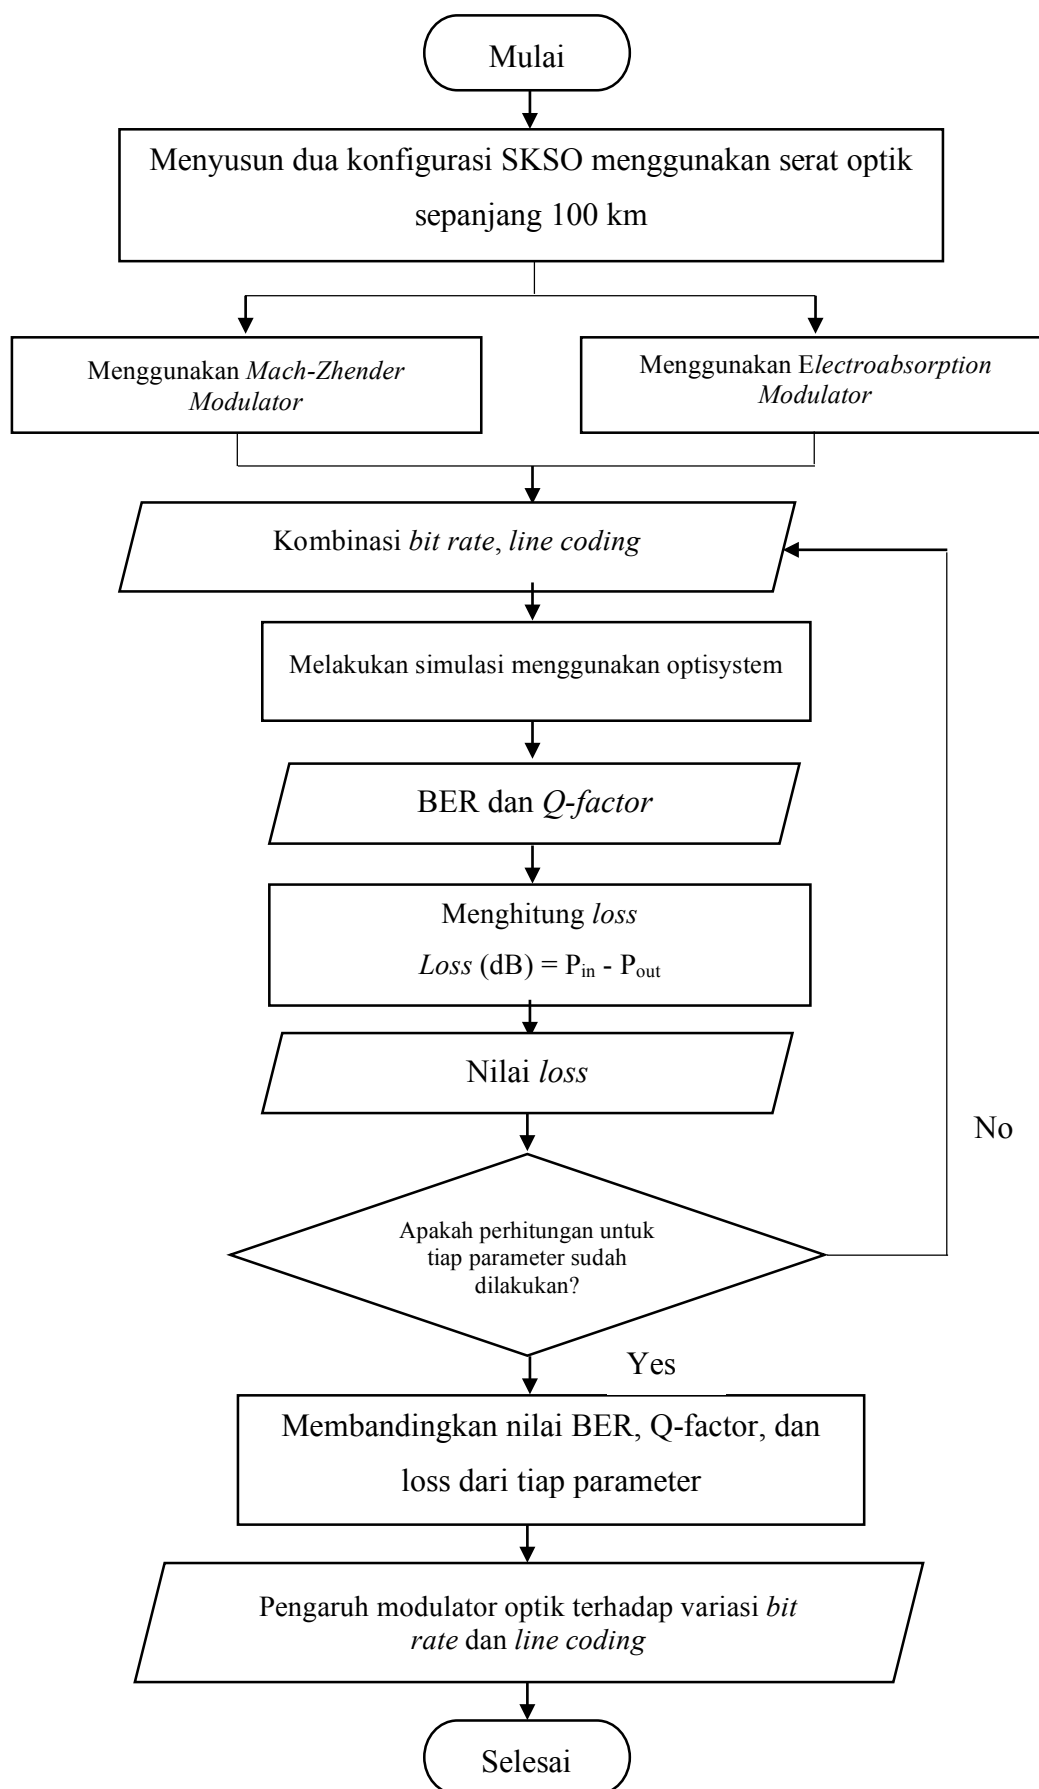 Mulai
Menyusun dua konfigurasi SKSO menggunakan serat optik
sepanjang 100 km
Menggunakan Mach-Zhender
Modulator
Menggunakan Electroabsorption
Modulator
Kombinasi bit rate, line coding
Melakukan simulasi menggunakan optisystem
BER dan Q-factor
Menghitung loss
Loss (dB) = Pin - Pout
Nilai loss
No
Apakah perhitungan untuk
tiap parameter sudah
dilakukan?
Yes
Membandingkan nilai BER, Q-factor, dan
loss dari tiap parameter
Pengaruh modulator optik terhadap variasi bit
rate dan line coding
Selesai